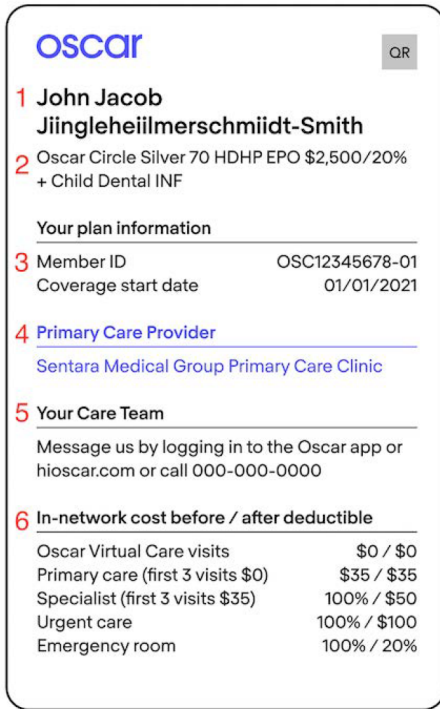 oscar
QR
1 John Jacob
Jiingleheiilmerschmiidt-Smith
2 Oscar Circle Silver 70 HDHP EPO $2,500/20%
+ Child Dental INF
Your plan information
3 Member ID OSC12345678-01
Coverage start date 01/01/2021
4 Primary Care Provider
Sentara Medical Group Primary Care Clinic
5 Your Care Team
Message us by logging in to the Oscar app or
hioscar.com or call 000-000-0000
6 In-network cost before / after deductible
Oscar Virtual Care visits $0 / $0
Primary care (first 3 visits $0) $35 / $35
Specialist (first 3 visits $35) 100% / $50
Urgent care 100% / $100
Emergency room 100% / 20%